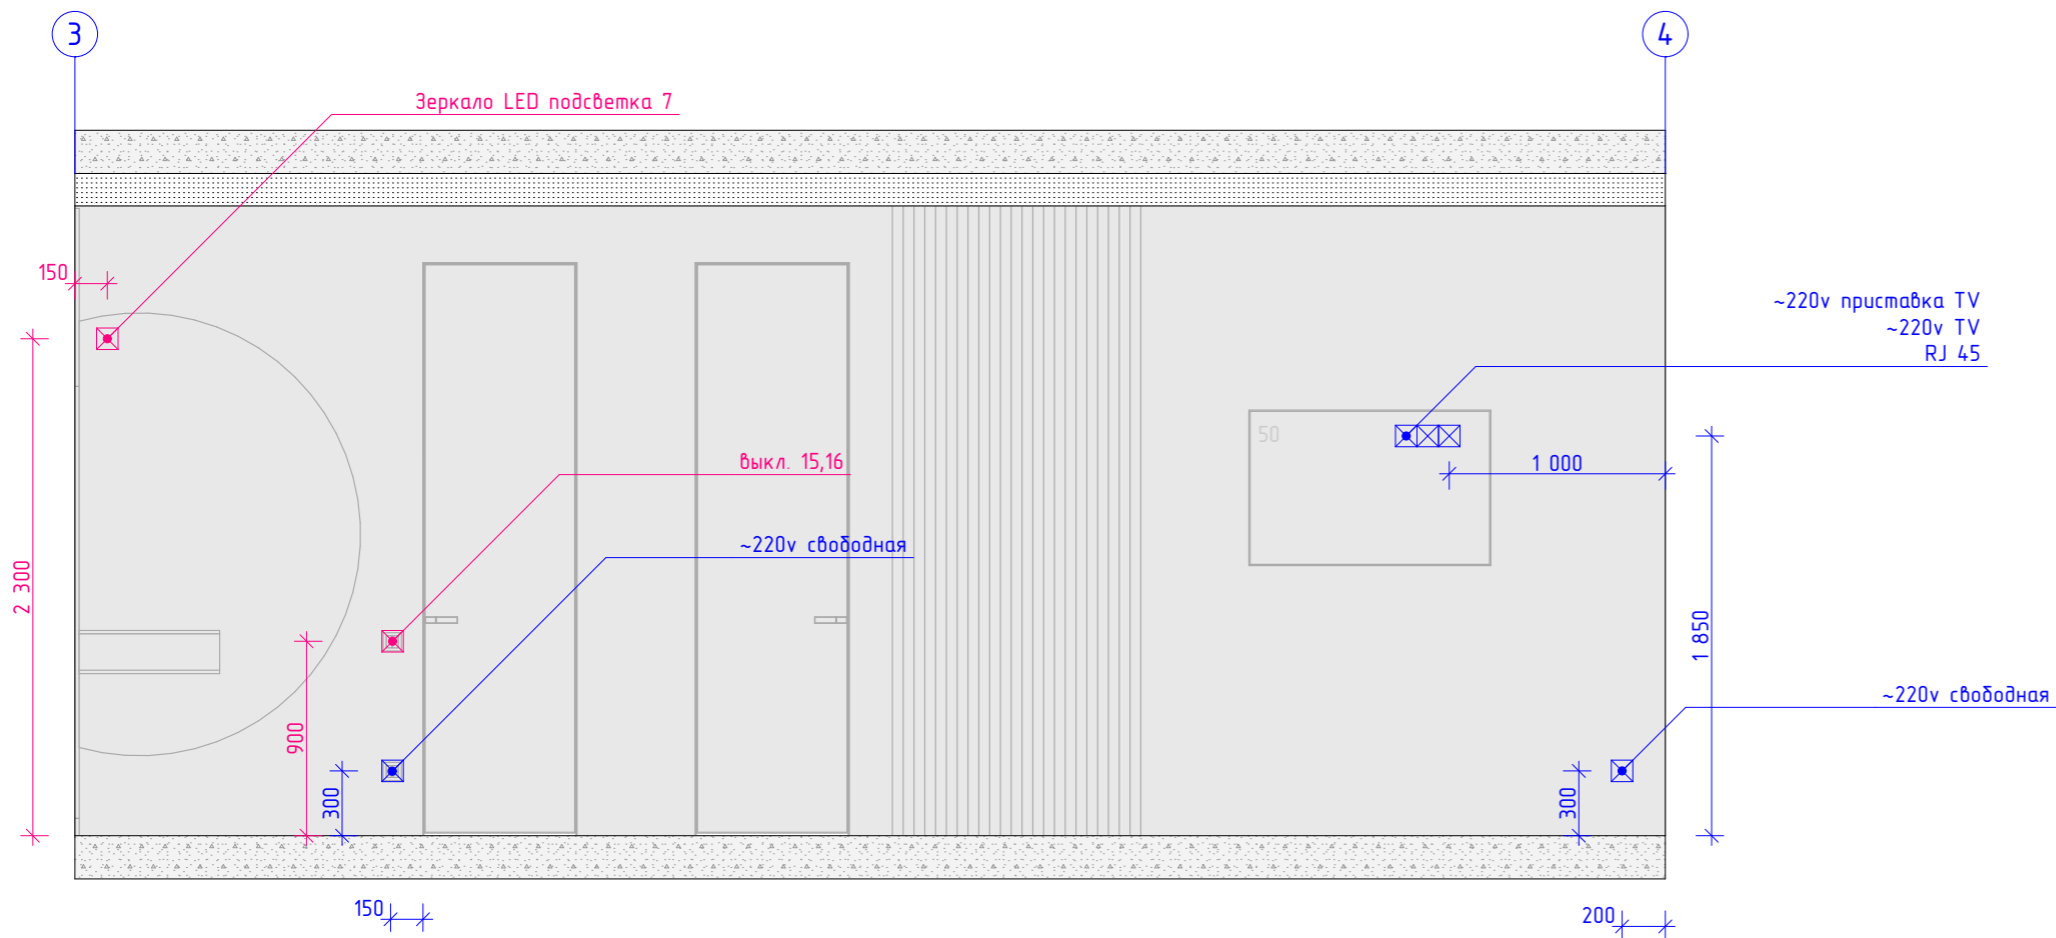 3
4
Зеркало LED подсветка 7
150
~220v приставка TV
~220v TV
RJ 45
50
выкл. 15,16
1 000
~220v свободная
2 300
1 850
~220v свободная
900
300
300
150
200